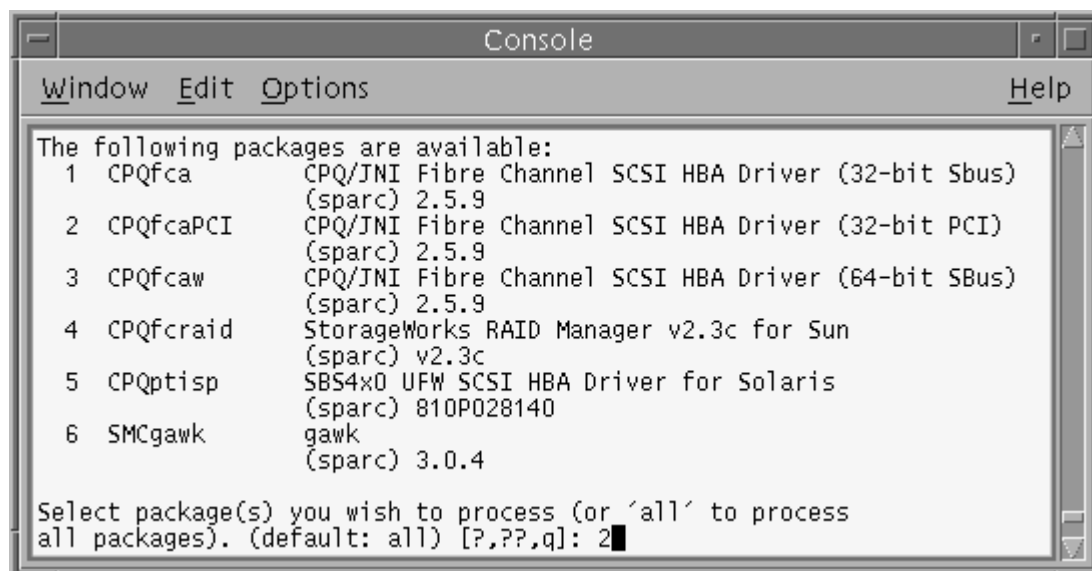 Console
Window Edit Options Help
The following packages are available:
1 CPQfca CPQ/JNI Fibre Channel SCSI HBA Driver (32-bit Sbus)
(sparc) 2.5.9
2 CPQfcaPCI CPQ/JNI Fibre Channel SCSI HBA Driver (32-bit PCI)
(sparc) 2.5.9
3 CPQfcaw CPQ/JNI Fibre Channel SCSI HBA Driver (64-bit SBus)
(sparc) 2.5.9
4 CPQfcraid StorageWorks RAID Manager v2.3c for Sun
(sparc) v2.3c
5 CPQptisp SBS4x0 UFW SCSI HBA Driver for Solaris
(sparc) 810P028140
6 SMCgawk gawk
(sparc) 3.0.4
Select package(s) you wish to process (or ´all´ to process
all packages). (default: all) [?,??,q]: 2